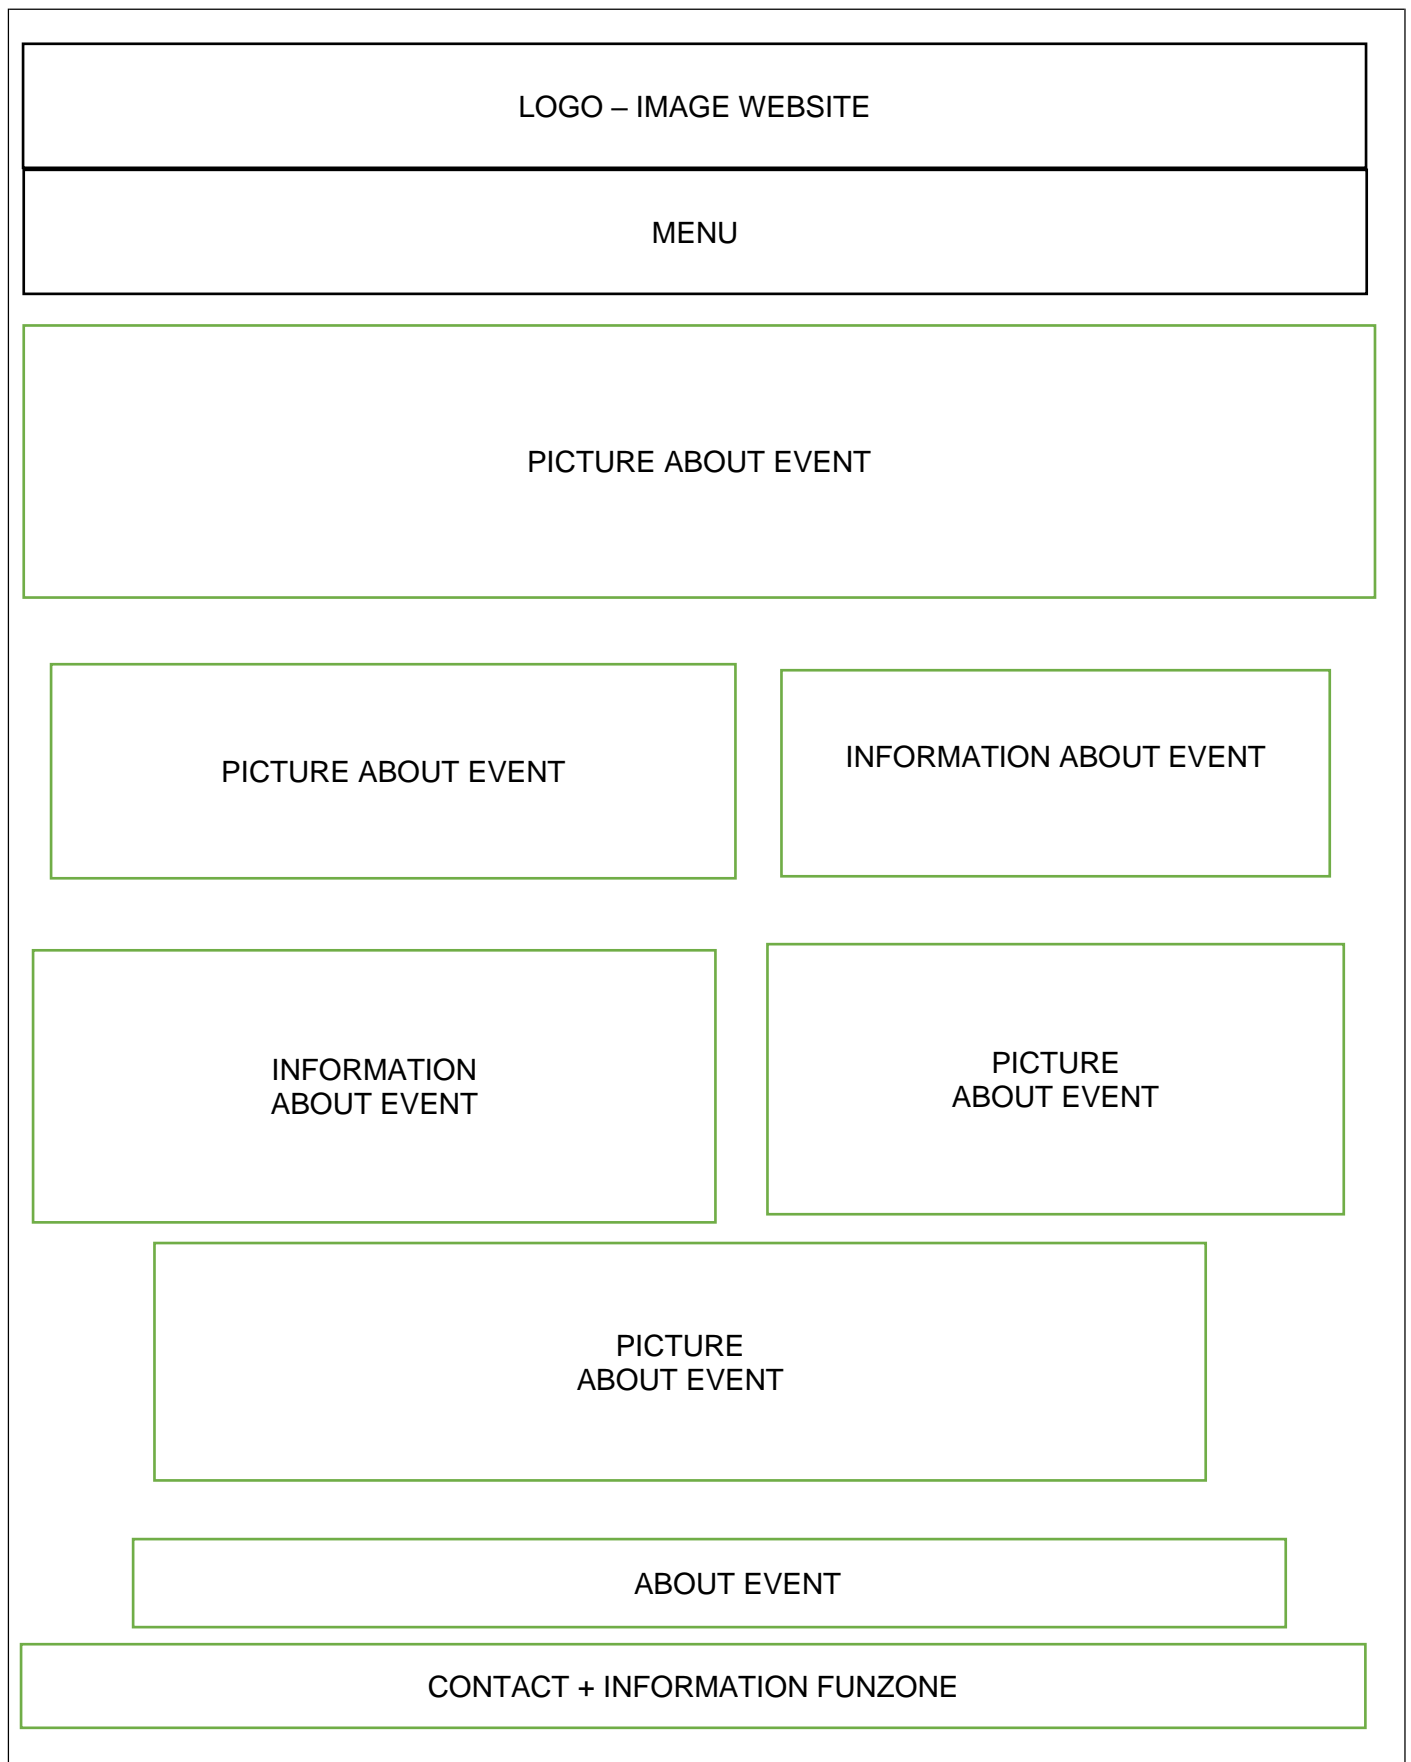 LOGO – IMAGE WEBSITE
MENU
PICTURE ABOUT EVENT
PICTURE ABOUT EVENT
INFORMATION ABOUT EVENT
INFORMATION
ABOUT EVENT
PICTURE
ABOUT EVENT
PICTURE
ABOUT EVENT
ABOUT EVENT
CONTACT + INFORMATION FUNZONE